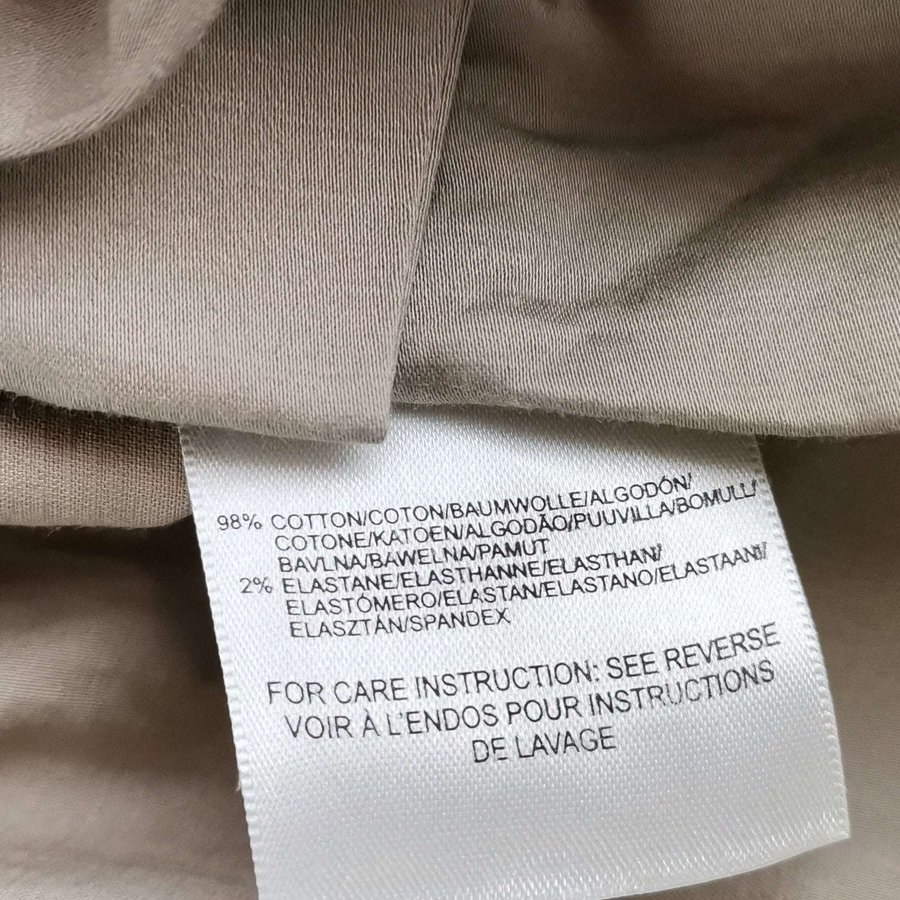 98% COTTON/COTON/BAUMWOLLE/ALGODÓN/
COTONE/KATOEN/ALGODÃO/PUUVILLA/BOMULL/
BAVLNA/BAWELNA/PAMUT
2% ELASTANE/ELASTHANNE/ELASTHAN/
ELASTÓMERO/ELASTAN/ELASTANO/ELASTAANI/
ELASZTÁN/SPANDEX
FOR CARE INSTRUCTION: SEE REVERSE
VOIR À L'ENDOS POUR INSTRUCTIONS
DE LAVAGE